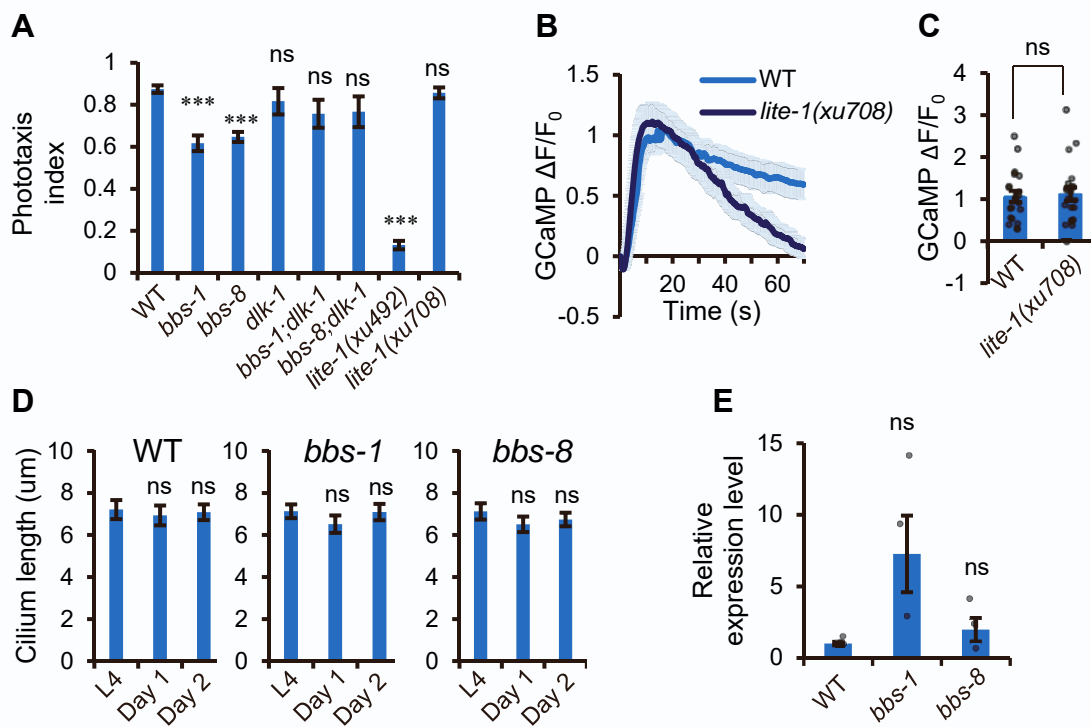 A
Phototaxis
index
1
0.8
0.6
0.4
0.2
0
***
***
ns
ns
ns
***
ns
WT
bbs-1
bbs-8
dlk-1
bbs-1;dlk-1
bbs-8;dlk-1
lite-1(xu492)
lite-1(xu708)
B
GCaMP ΔF/F0
1.5
1
0.5
0
-0.5
WT
lite-1(xu708)
20
40
60
Time (s)
C
ns
GCaMP ΔF/F0
4
3
2
1
0
-1
WT
lite-1(xu708)
D
Cilium length (um)
10
8
6
4
2
0
WT
ns
ns
L4
Day 1
Day 2
10
8
6
4
2
0
bbs-1
ns
ns
L4
Day 1
Day 2
10
8
6
4
2
0
bbs-8
ns
ns
L4
Day 1
Day 2
E
Relative
expression level
15
10
5
0
ns
ns
WT
bbs-1
bbs-8